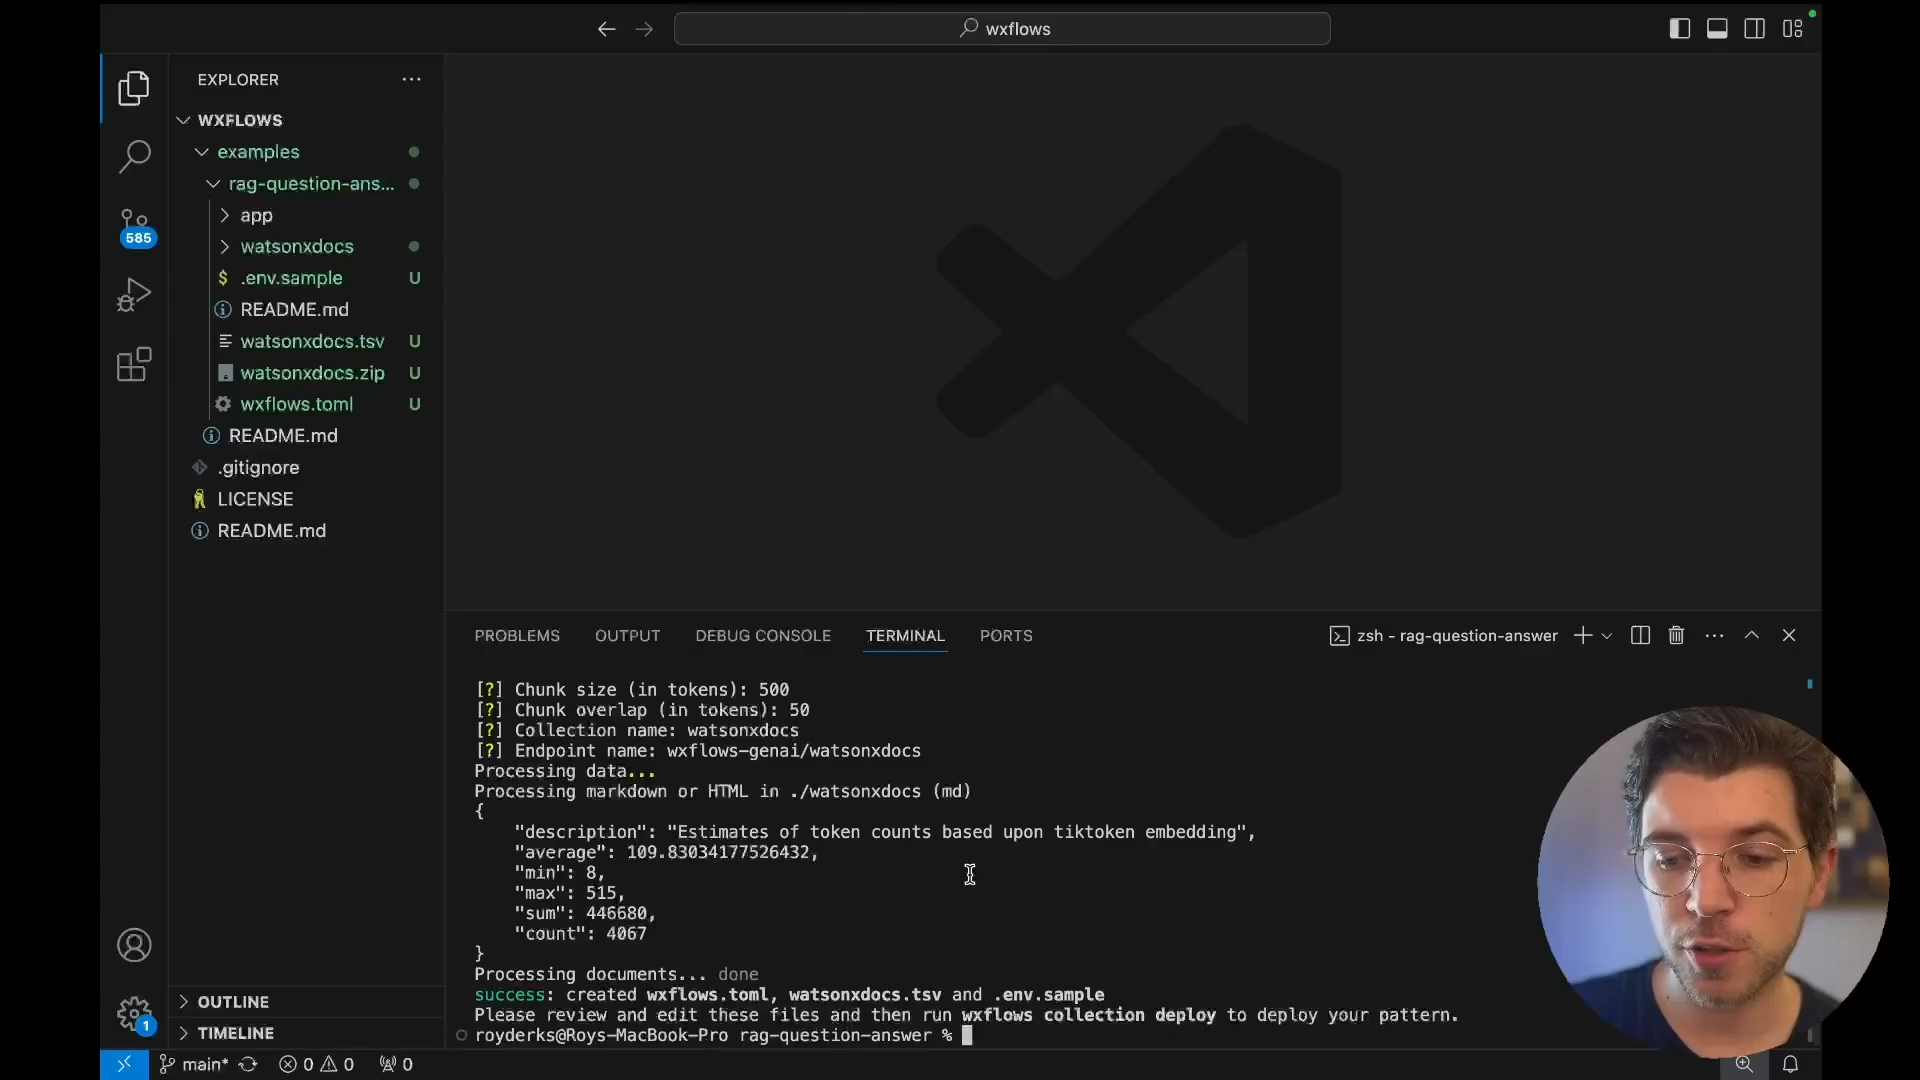 wxflows
EXPLORER
WXFLOWS
examples
rag-question-ans...
app
watsonxdocs
585
$ .env.sample U
README.md
watsonxdocs.tsv U
watsonxdocs.zip U
wxflows.toml U
README.md
.gitignore
LICENSE
README.md
PROBLEMS OUTPUT DEBUG CONSOLE TERMINAL PORTS
zsh - rag-question-answer
[?] Chunk size (in tokens): 500
[?] Chunk overlap (in tokens): 50
[?] Collection name: watsonxdocs
[?] Endpoint name: wxflows-genai/watsonxdocs
Processing data...
Processing markdown or HTML in ./watsonxdocs (md)
{
"description": "Estimates of token counts based upon tiktoken embedding",
"average": 109.83034177526432,
"min": 8,
"max": 515,
"sum": 446680,
"count": 4067
}
Processing documents... done
success: created wxflows.toml, watsonxdocs.tsv and .env.sample
Please review and edit these files and then run wxflows collection deploy to deploy your pattern.
royderks@Roys-MacBook-Pro rag-question-answer %
OUTLINE
1
TIMELINE
main* 0 0 0